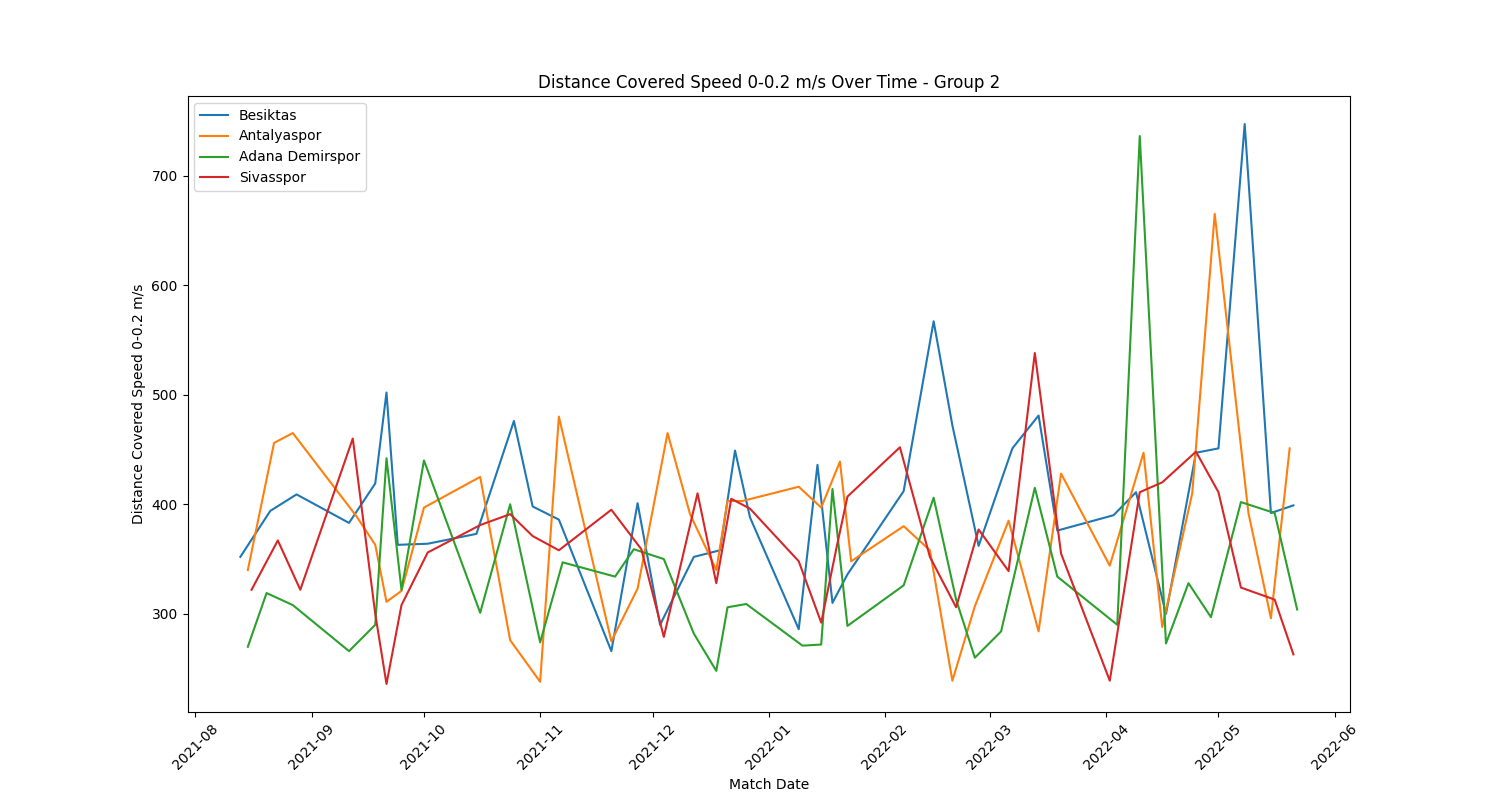 Distance Covered Speed 0-0.2 m/s Over Time - Group 2
Besiktas
Antalyaspor
Adana Demirspor
Sivasspor
Distance Covered Speed 0-0.2 m/s
700
600
500
400
300
2021-08
2021-09
2021-10
2021-11
2021-12
2022-01
2022-02
2022-03
2022-04
2022-05
2022-06
Match Date